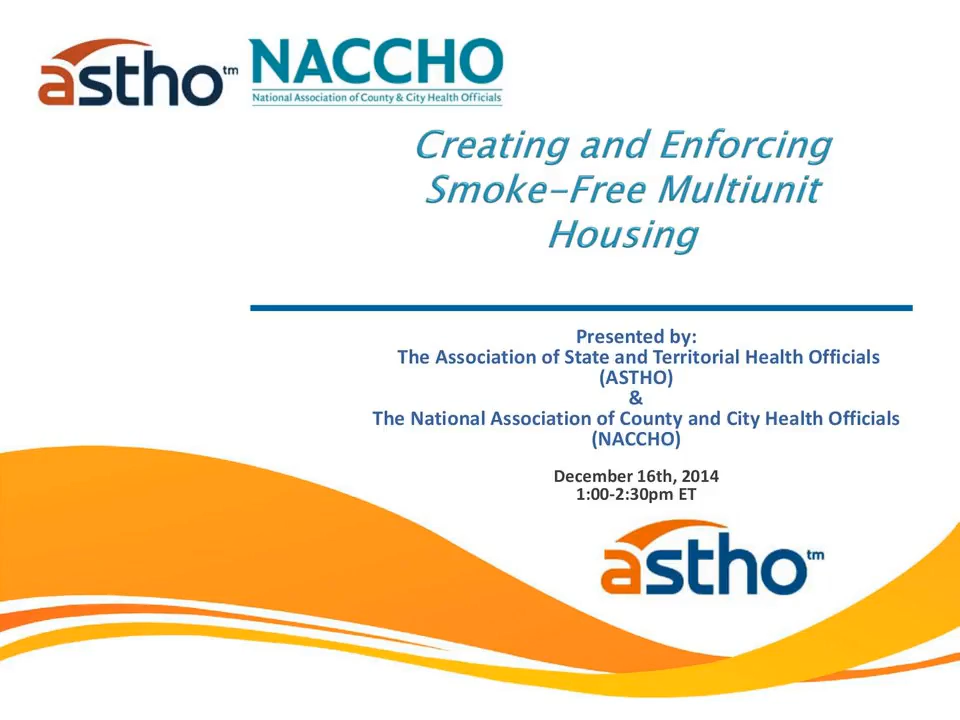 astho™ NACCHO
National Association of County & City Health Officials
Creating and Enforcing
Smoke-Free Multiunit
Housing
Presented by:
The Association of State and Territorial Health Officials
(ASTHO)
&
The National Association of County and City Health Officials
(NACCHO)
December 16th, 2014
1:00-2:30pm ET
astho™